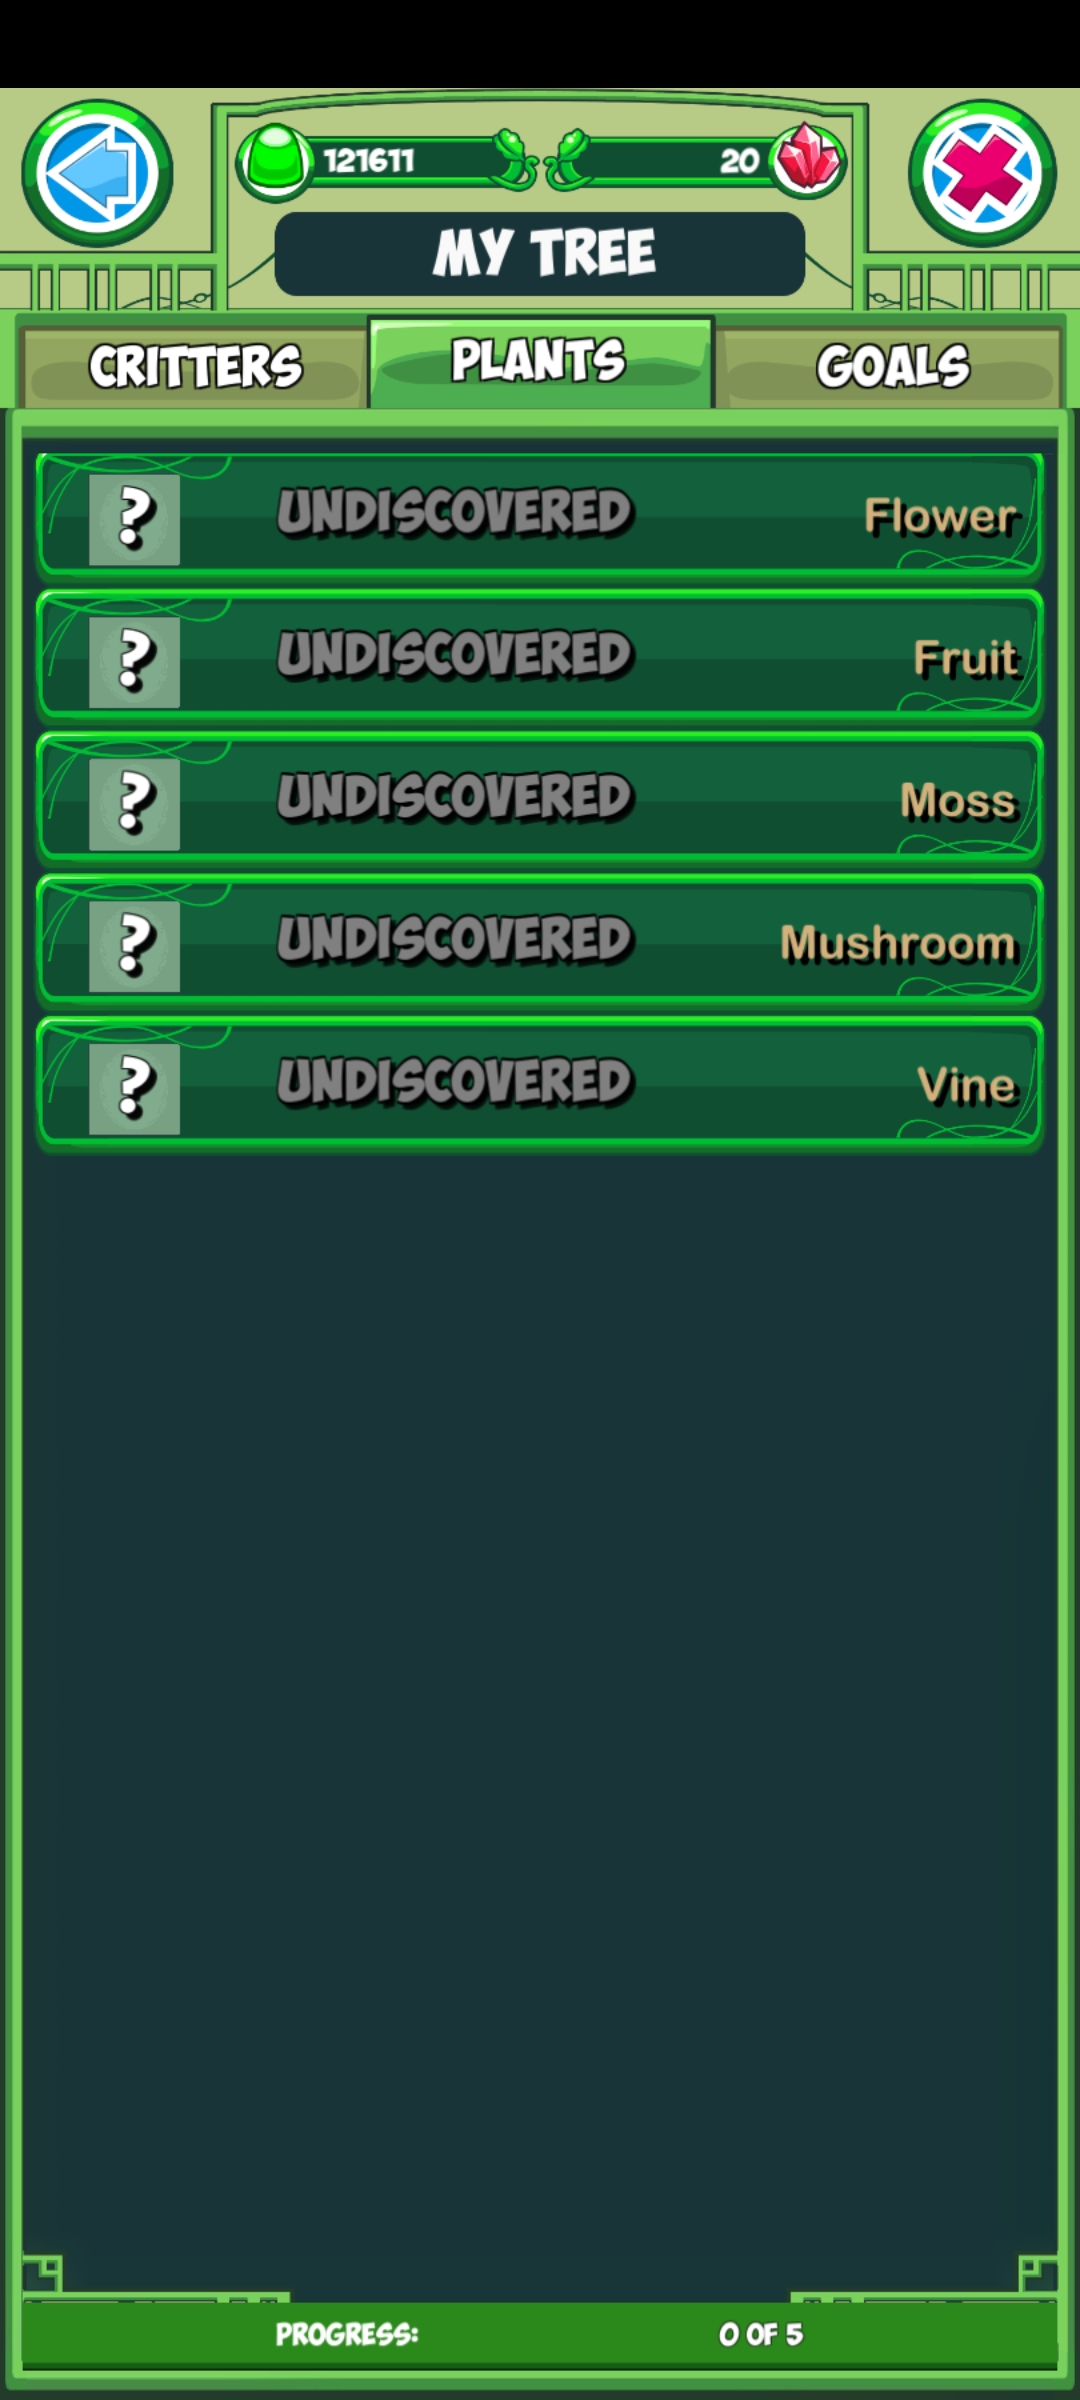 121611
20
MY TREE
CRITTERS
PLANTS
GOALS
? UNDISCOVERED Flower
? UNDISCOVERED Fruit
? UNDISCOVERED Moss
? UNDISCOVERED Mushroom
? UNDISCOVERED Vine
PROGRESS: 0 OF 5